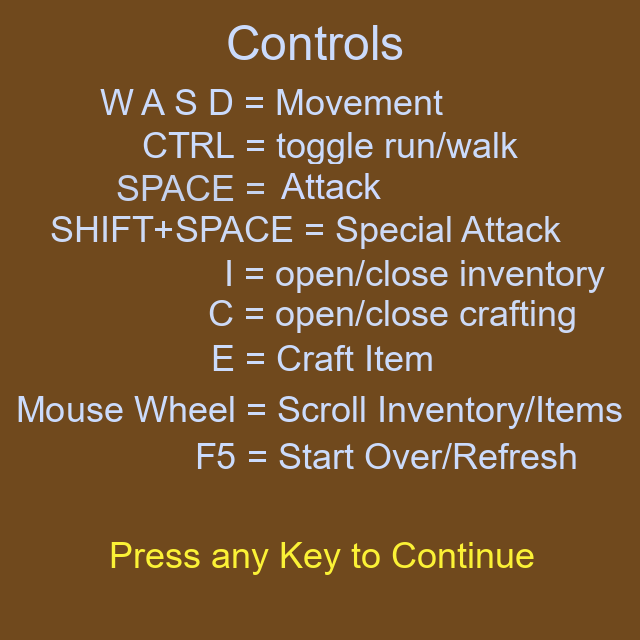 Controls
W A S D = Movement
CTRL = toggle run/walk
SPACE = Attack
SHIFT+SPACE = Special Attack
I = open/close inventory
C = open/close crafting
E = Craft Item
Mouse Wheel = Scroll Inventory/Items
F5 = Start Over/Refresh
Press any Key to Continue